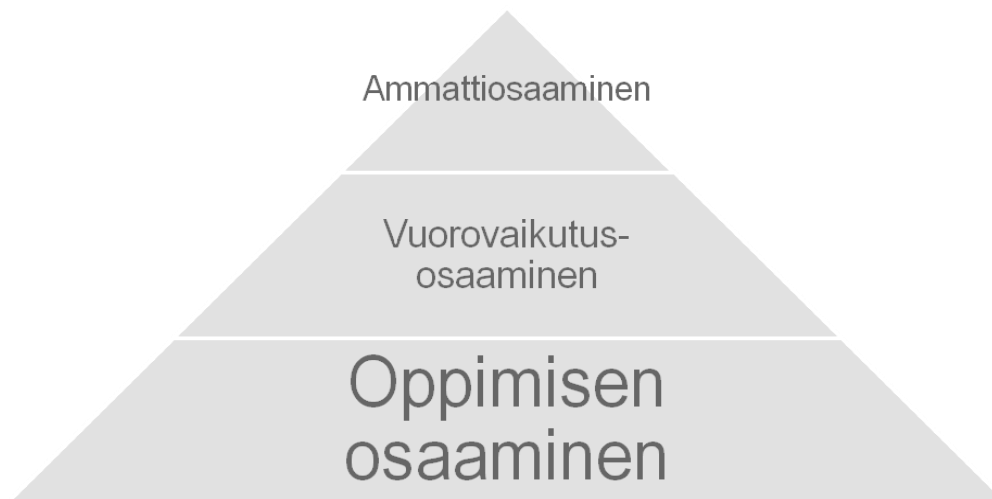 Ammattiosaaminen
Vuorovaikutus-
osaaminen
Oppimisen
osaaminen